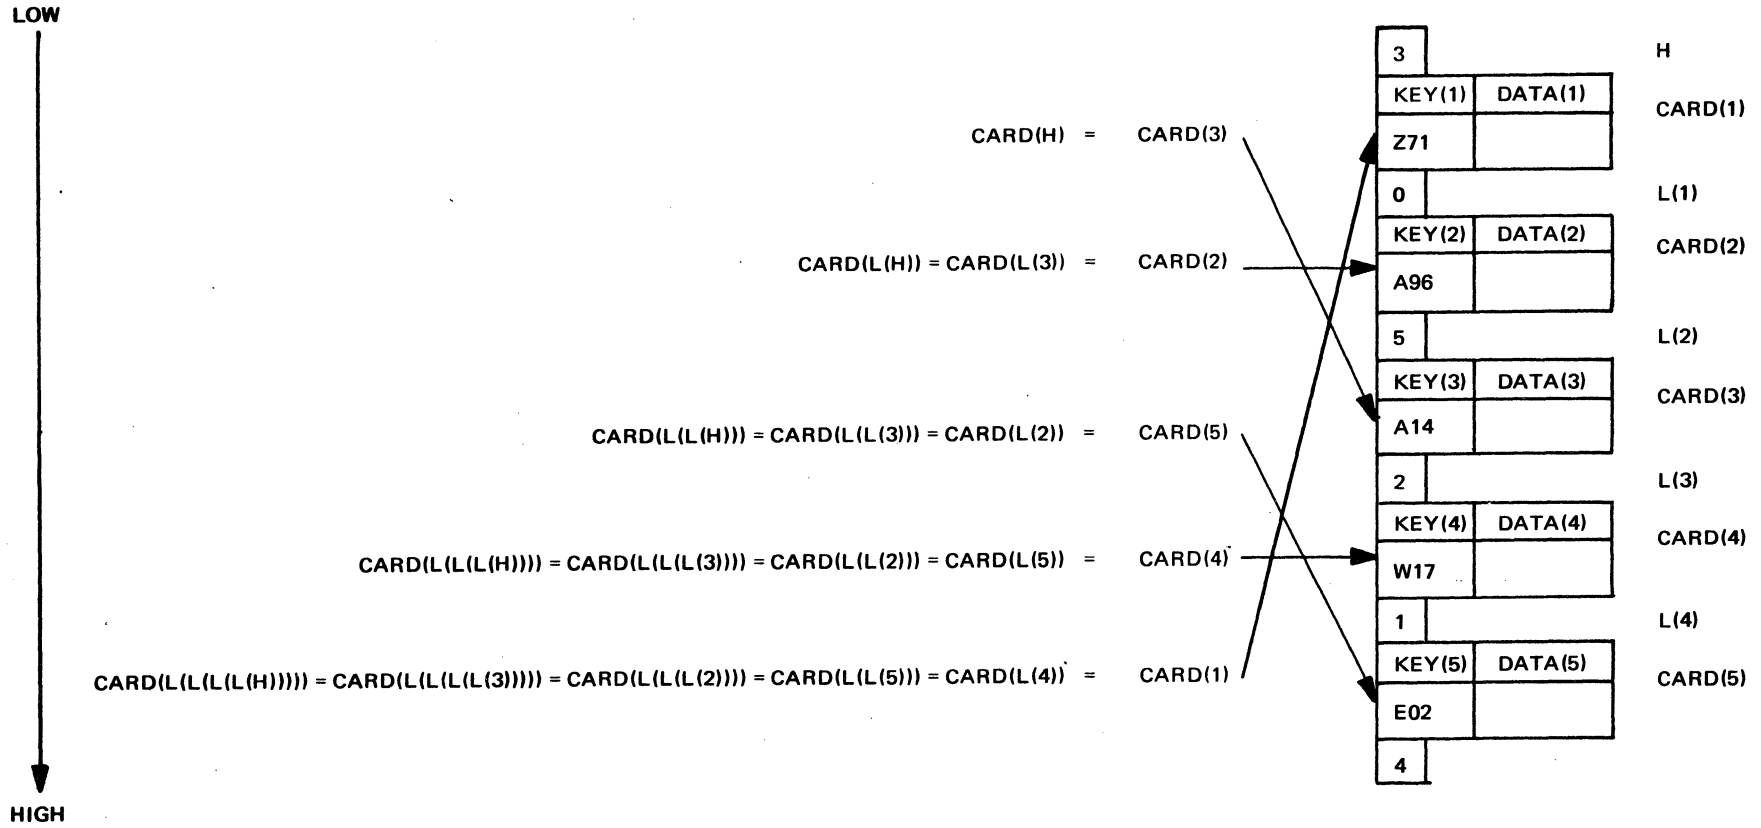 LOW
3 H
KEY(1) DATA(1) CARD(1)
CARD(H) = CARD(3)
Z71
0 L(1)
KEY(2) DATA(2) CARD(2)
CARD(L(H)) = CARD(L(3)) = CARD(2)
A96
5 L(2)
KEY(3) DATA(3) CARD(3)
CARD(L(L(H))) = CARD(L(L(3))) = CARD(L(2)) = CARD(5)
A14
2 L(3)
KEY(4) DATA(4) CARD(4)
CARD(L(L(L(H)))) = CARD(L(L(L(3)))) = CARD(L(L(2))) = CARD(L(5)) = CARD(4)
W17
1 L(4)
KEY(5) DATA(5) CARD(5)
CARD(L(L(L(L(H))))) = CARD(L(L(L(L(3))))) = CARD(L(L(L(2)))) = CARD(L(L(5))) = CARD(L(4)) = CARD(1)
E02
4
HIGH